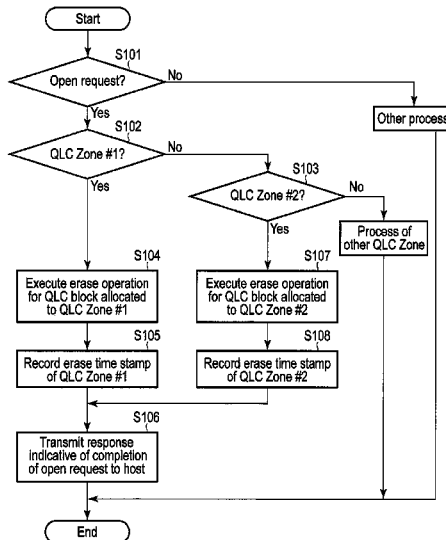 Start
S101
Open request?
No
Yes
Other process
S102
QLC Zone #1?
No
Yes
S103
QLC Zone #2?
No
Yes
Process of
other QLC Zone
S104
Execute erase operation
for QLC block allocated
to QLC Zone #1
S107
Execute erase operation
for QLC block allocated
to QLC Zone #2
S105
Record erase time stamp
of QLC Zone #1
S108
Record erase time stamp
of QLC Zone #2
S106
Transmit response
indicative of completion
of open request to host
End